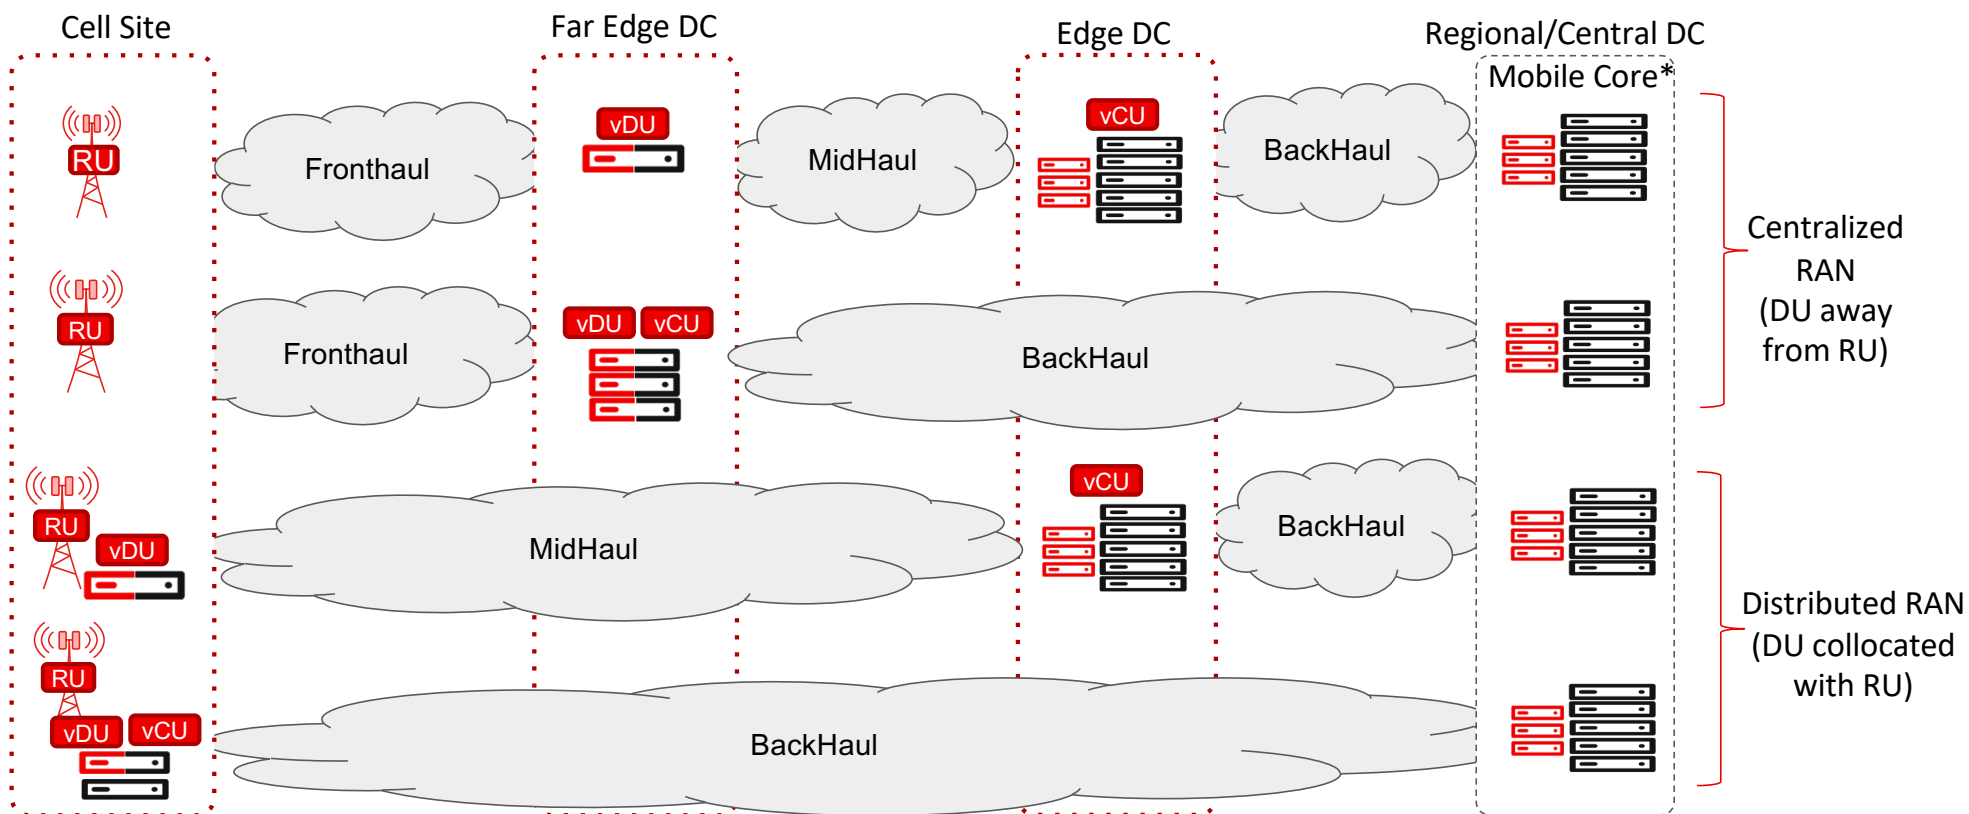 Cell Site
Far Edge DC
Edge DC
Regional/Central DC
Mobile Core*
RU
Fronthaul
vDU
MidHaul
vCU
BackHaul
Centralized
RAN
(DU away
from RU)
RU
Fronthaul
vDU
vCU
BackHaul
RU
vDU
MidHaul
vCU
BackHaul
Distributed RAN
(DU collocated
with RU)
RU
vDU
vCU
BackHaul